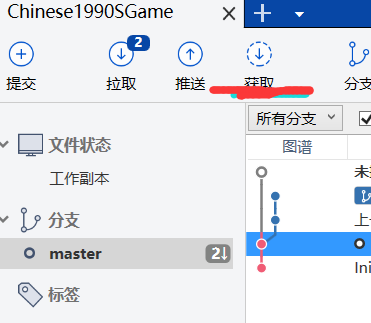 Chinese1990SGame
2
提交
拉取
推送
获取
分支
所有分支
文件状态
图谱
工作副本
分支
上
master
2↓
Ini
标签